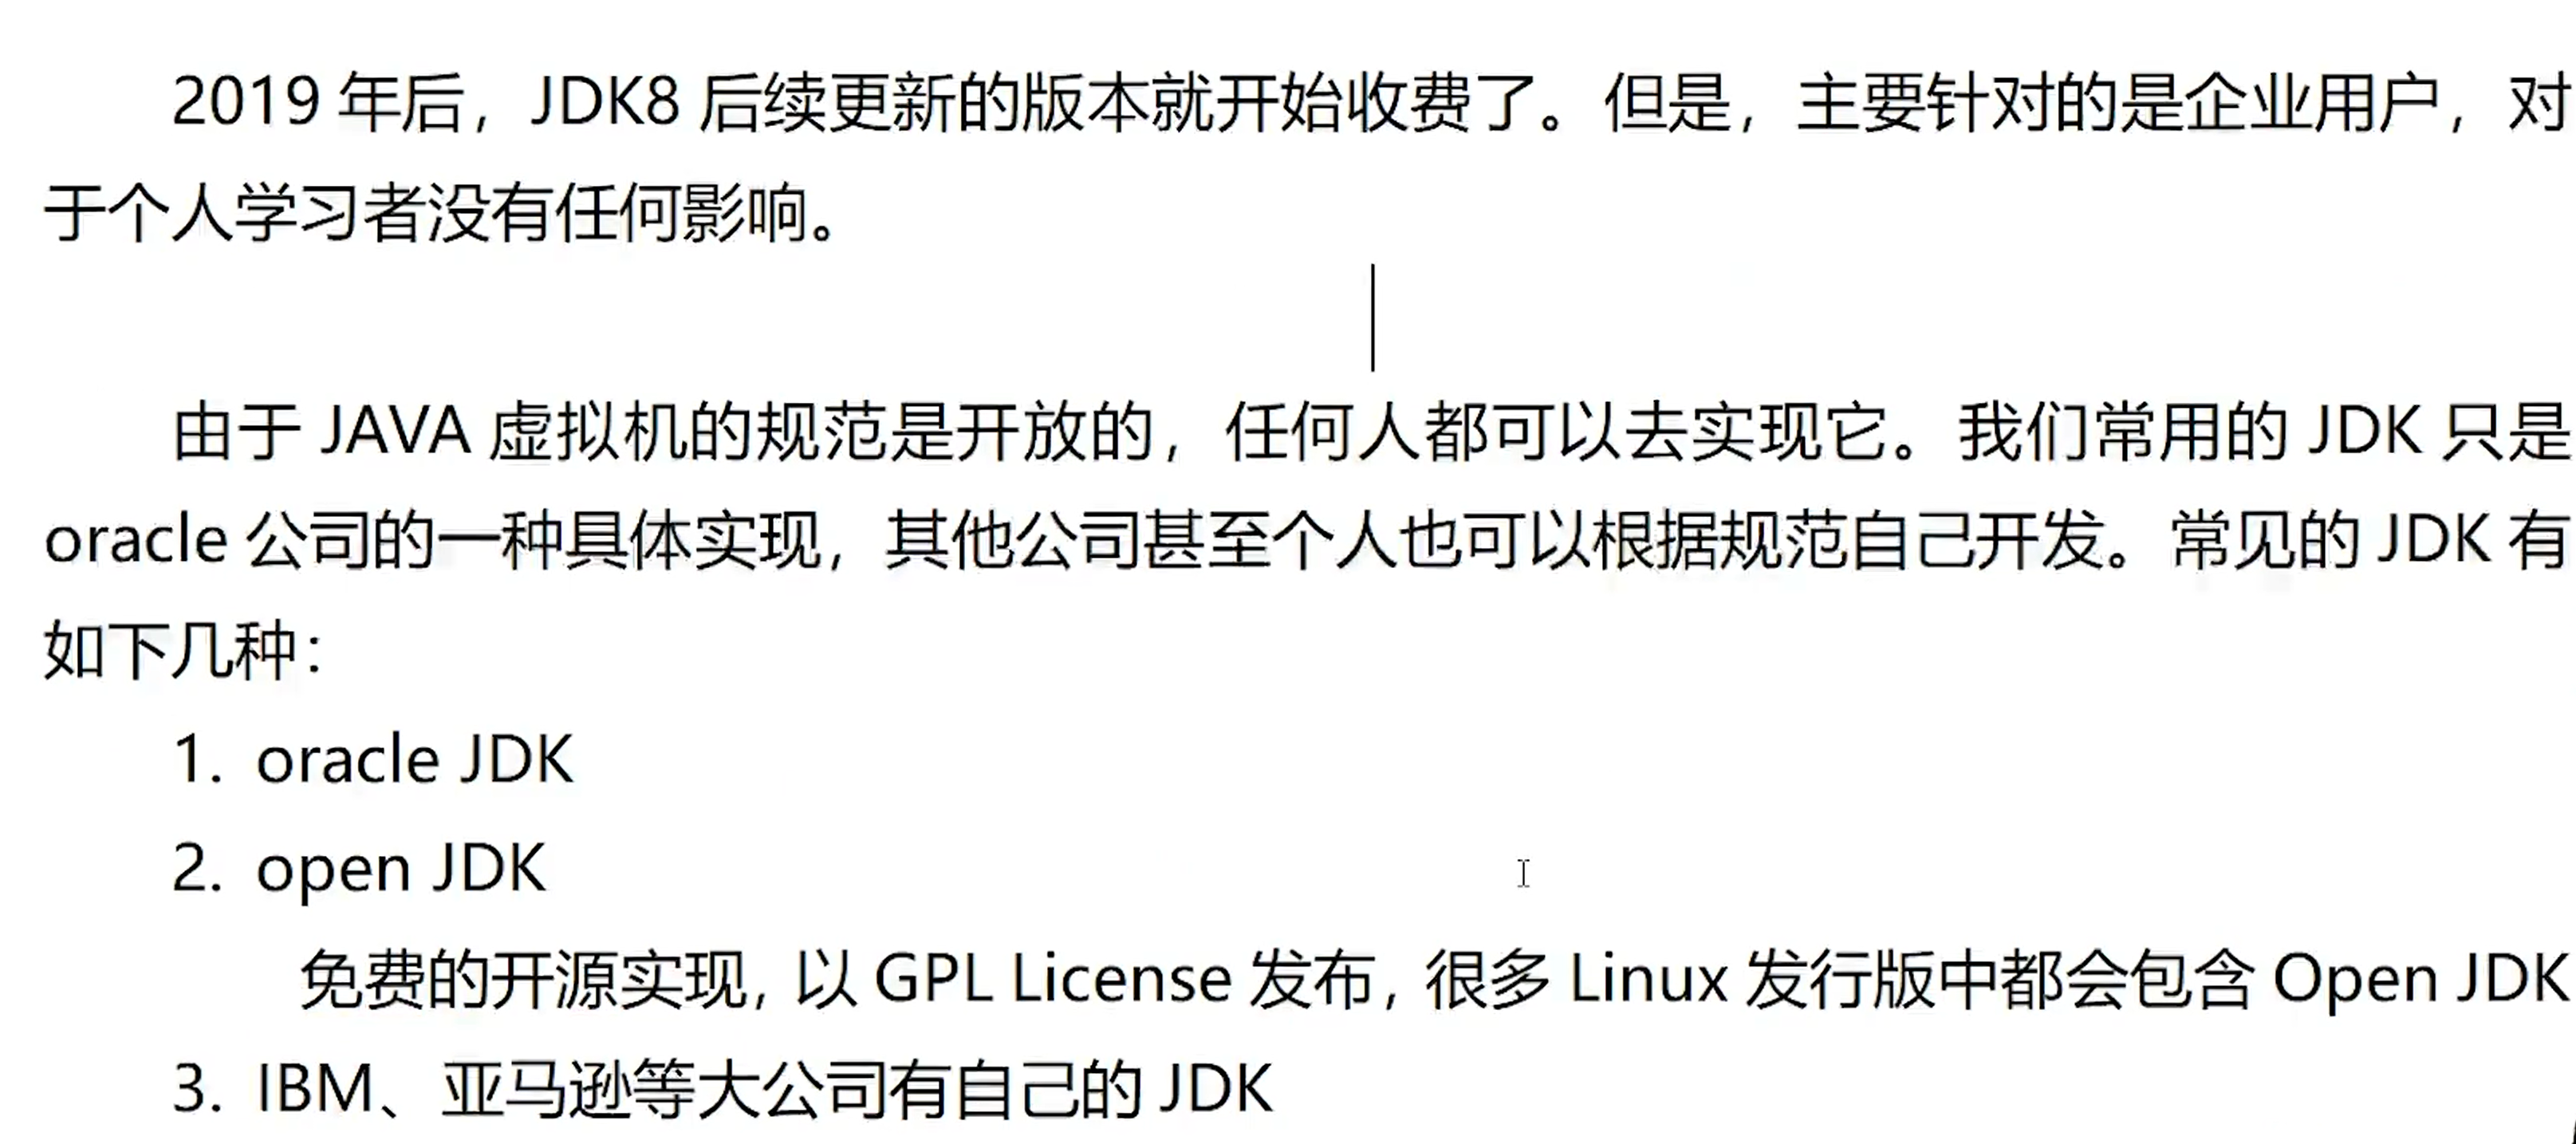 2019 年后，JDK8 后续更新的版本就开始收费了。但是，主要针对的是企业用户，对
于个人学习者没有任何影响。
由于 JAVA 虚拟机的规范是开放的，任何人都可以去实现它。我们常用的 JDK 只是
oracle 公司的一种具体实现，其他公司甚至个人也可以根据规范自己开发。常见的 JDK 有
如下几种：
1. oracle JDK
2. open JDK
免费的开源实现，以 GPL License 发布，很多 Linux 发行版中都会包含 Open JDK
3. IBM、亚马逊等大公司有自己的 JDK